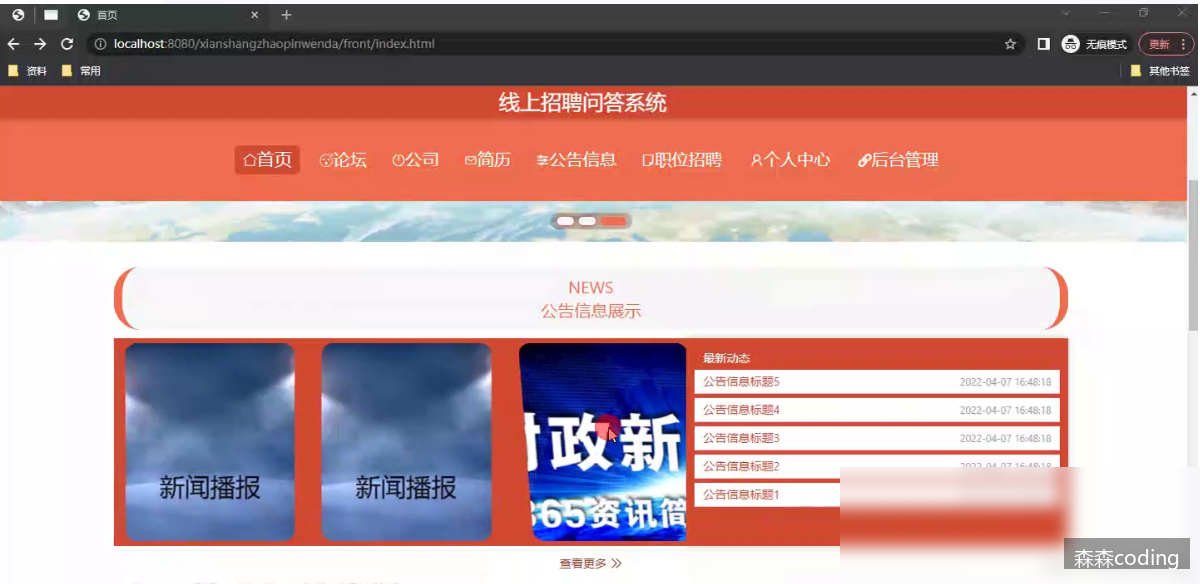 首页
localhost:8080/xianshangzhaopinwenda/front/index.html
无痕模式
更新
资料
常用
其他书签
线上招聘问答系统
首页
论坛
公司
简历
公告信息
职位招聘
个人中心
后台管理
NEWS
公告信息展示
新闻播报
新闻播报
时政新
365资讯简
最新动态
公告信息标题5 2022-04-07 16:48:18
公告信息标题4 2022-04-07 16:48:18
公告信息标题3 2022-04-07 16:48:18
公告信息标题2 2022-04-07 16:48:18
公告信息标题1
查看更多
森森coding